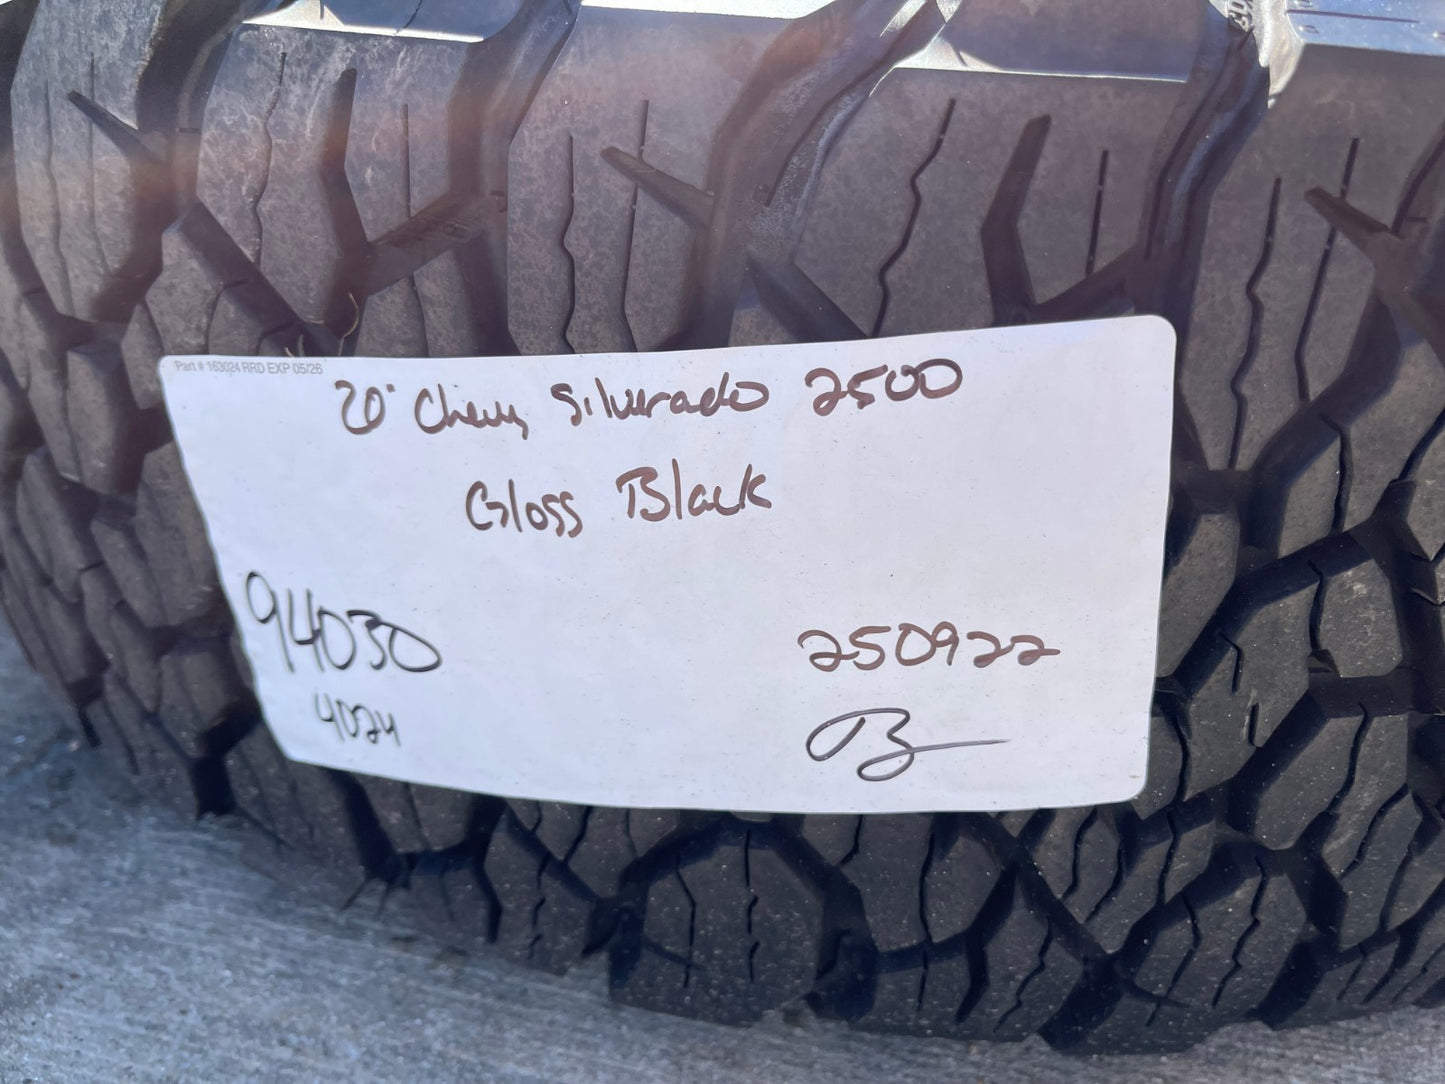 Part # 163024 RRD EXP 05/26
20" Chevy Silverado 2500
Gloss Black
94030
250922
4024